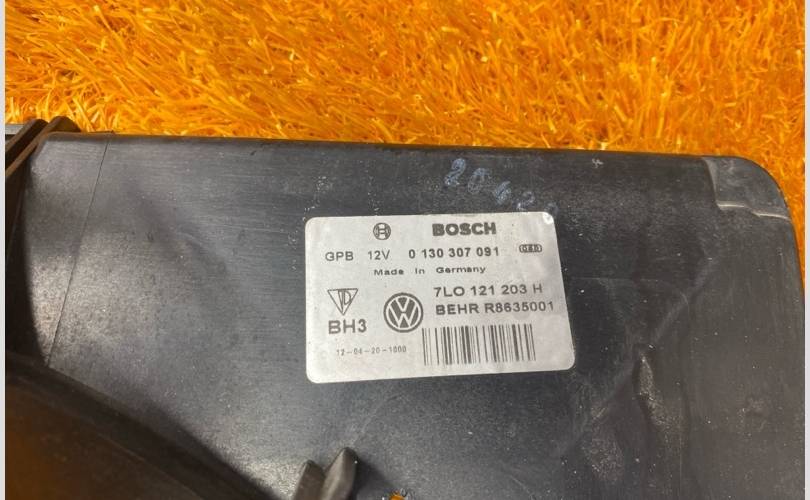 BOSCH
GPB 12V 0 130 307 091
Made in Germany
7LO 121 203 H
BH3
BEHR R8635001
12-04-20-1000